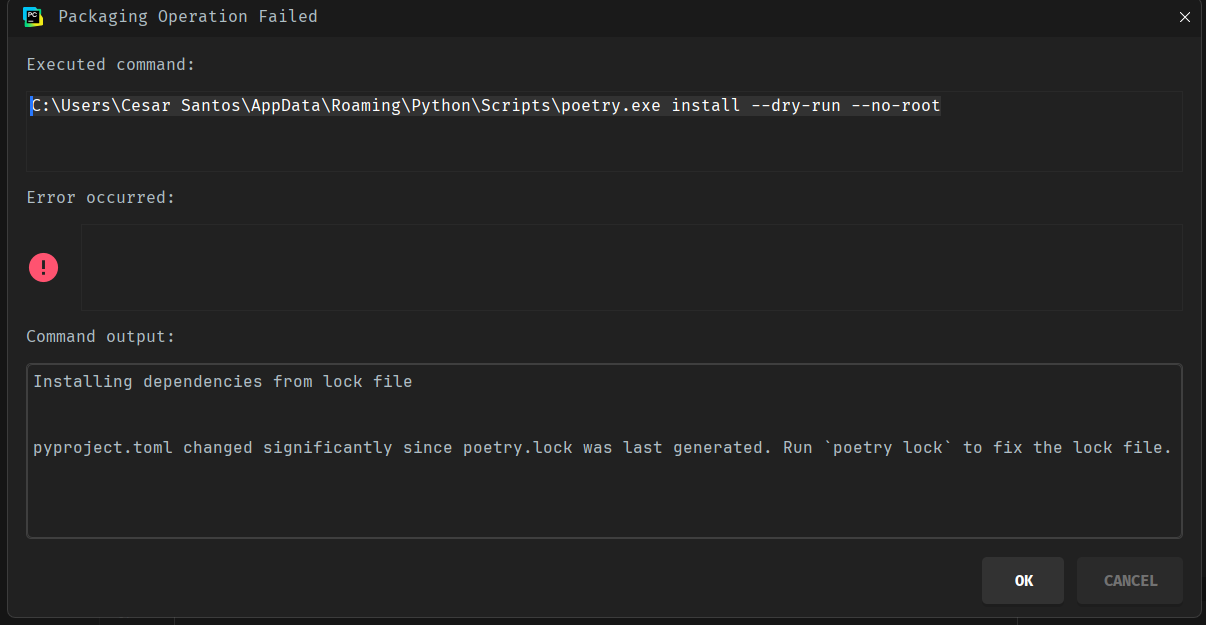 PC
Packaging Operation Failed
Executed command:
C:\Users\Cesar Santos\AppData\Roaming\Python\Scripts\poetry.exe install --dry-run --no-root
Error occurred:
Command output:
Installing dependencies from lock file
pyproject.toml changed significantly since poetry.lock was last generated. Run `poetry lock` to fix the lock file.
OK
CANCEL